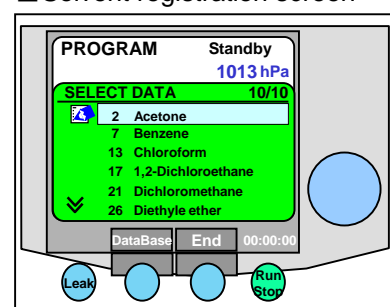 Solvent registration screen
PROGRAM Standby
1013 hPa
SELECT DATA 10/10
2 Acetone
7 Benzene
13 Chloroform
17 1,2-Dichloroethane
21 Dichloromethane
26 Diethyle ether
DataBase End 00:00:00
Leak
Run
Stop